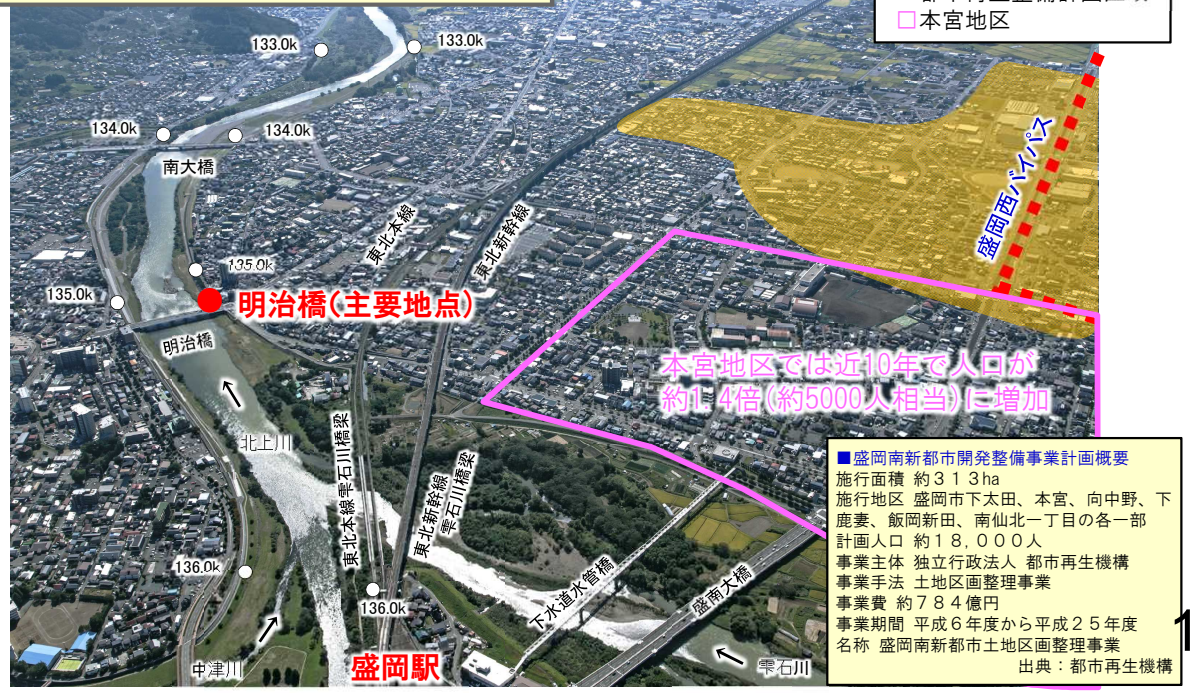 □本宮地区
133.0k
133.0k
134.0k
134.0k
南大橋
盛岡西バイパス
東北本線
東北新幹線
135.0k
135.0k
明治橋(主要地点)
明治橋
本宮地区では近10年で人口が
約1.4倍(約5000人相当)に増加
北上川
東北本線雫石川橋梁
東北新幹線
雫石川橋梁
136.0k
136.0k
下水道水管橋
盛南大橋
中津川
盛岡駅
雫石川
■盛岡南新都市開発整備事業計画概要
施行面積 約313ha
施行地区 盛岡市下太田、本宮、向中野、下
鹿妻、飯岡新田、南仙北一丁目の各一部
計画人口 約18,000人
事業主体 独立行政法人 都市再生機構
事業手法 土地区画整理事業
事業費 約784億円
事業期間 平成6年度から平成25年度
名称 盛岡南新都市土地区画整理事業
出典：都市再生機構
1